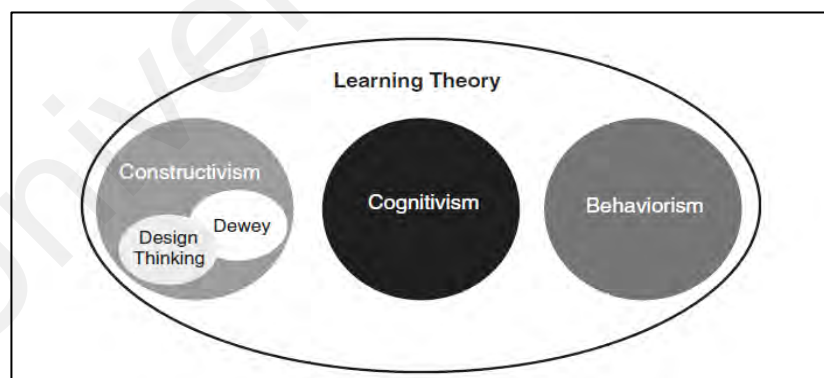 Learning Theory
Constructivism
Dewey
Design
Thinking
Cognitivism
Behaviorism